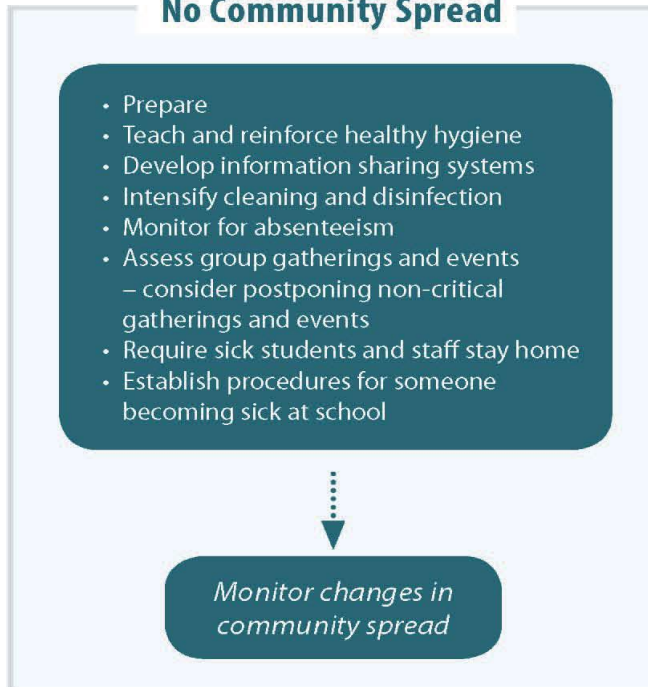 No Community Spread
• Prepare
• Teach and reinforce healthy hygiene
• Develop information sharing systems
• Intensify cleaning and disinfection
• Monitor for absenteeism
• Assess group gatherings and events
– consider postponing non-critical
gatherings and events
• Require sick students and staff stay home
• Establish procedures for someone
becoming sick at school
Monitor changes in
community spread